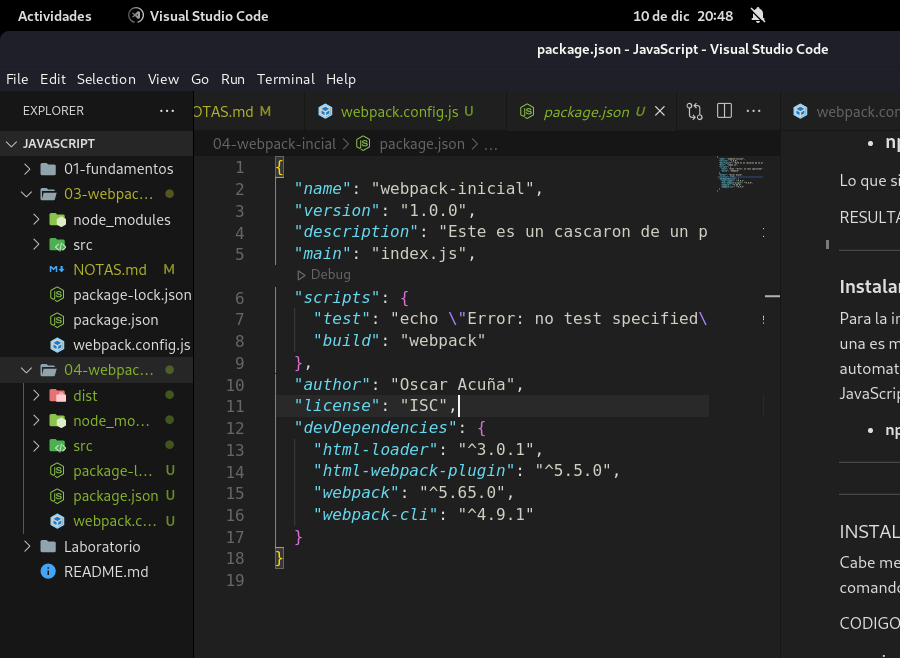 Actividades Visual Studio Code 10 de dic 20:48
package.json - JavaScript - Visual Studio Code
File Edit Selection View Go Run Terminal Help
EXPLORER ...
JAVASCRIPT
01-fundamentos
03-webpac...
node_modules
src
NOTAS.md M
package-lock.json
package.json
webpack.config.js
04-webpac...
dist
node_mo...
src
package-l... U
package.json U
webpack.c... U
Laboratorio
README.md
OTAS.md M webpack.config.js U package.json U
04-webpack-incial > package.json > ...
1 {
2 "name": "webpack-inicial",
3 "version": "1.0.0",
4 "description": "Este es un cascaron de un p
5 "main": "index.js",
Debug
6 "scripts": {
7 "test": "echo \"Error: no test specified\
8 "build": "webpack"
9 },
10 "author": "Oscar Acuña",
11 "license": "ISC",
12 "devDependencies": {
13 "html-loader": "^3.0.1",
14 "html-webpack-plugin": "^5.5.0",
15 "webpack": "^5.65.0",
16 "webpack-cli": "^4.9.1"
17 }
18 }
19
webpack.con
• np
Lo que si
RESULTA
Instalar
Para la in
una es m
automat
JavaScrip
• np
INSTAL
Cabe me
comando
CODIGO